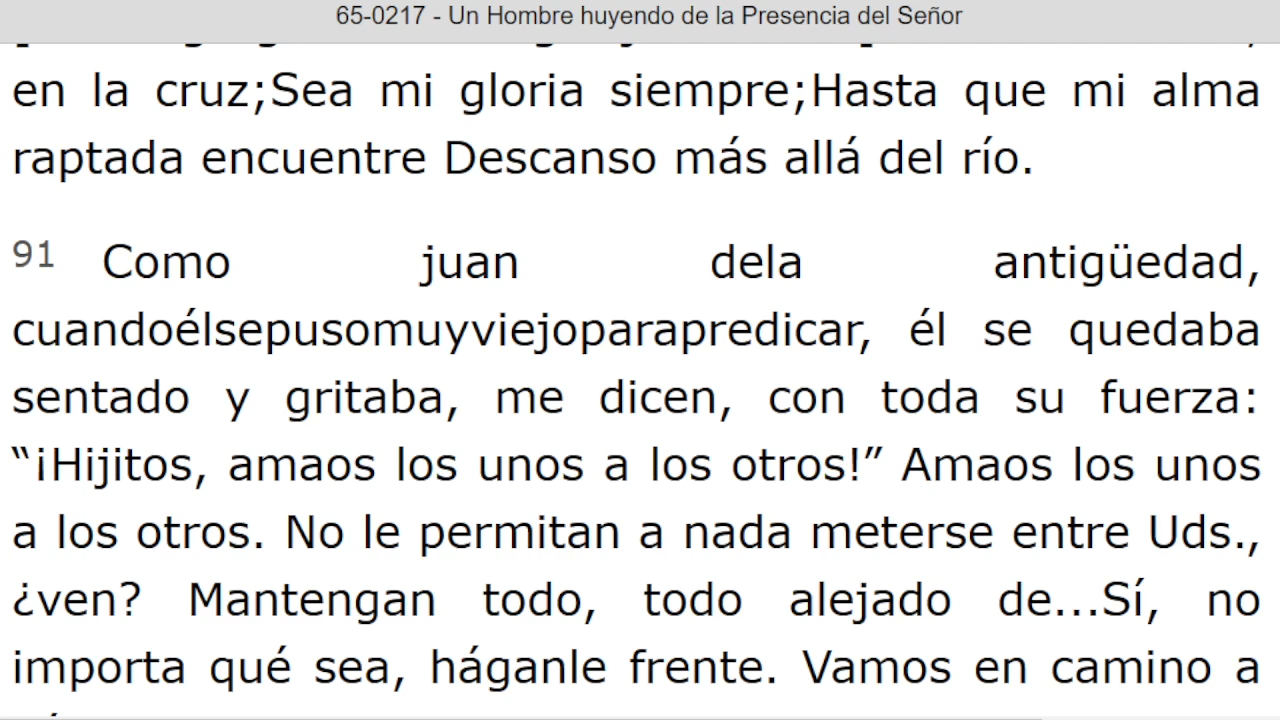 65-0217 - Un Hombre huyendo de la Presencia del Señor
en la cruz;Sea mi gloria siempre;Hasta que mi alma
raptada encuentre Descanso más allá del río.
91 Como juan dela antigüedad,
cuandoélsepusomuyviejoparapredicar, él se quedaba
sentado y gritaba, me dicen, con toda su fuerza:
“¡Hijitos, amaos los unos a los otros!” Amaos los unos
a los otros. No le permitan a nada meterse entre Uds.,
¿ven? Mantengan todo, todo alejado de...Sí, no
importa qué sea, háganle frente. Vamos en camino a